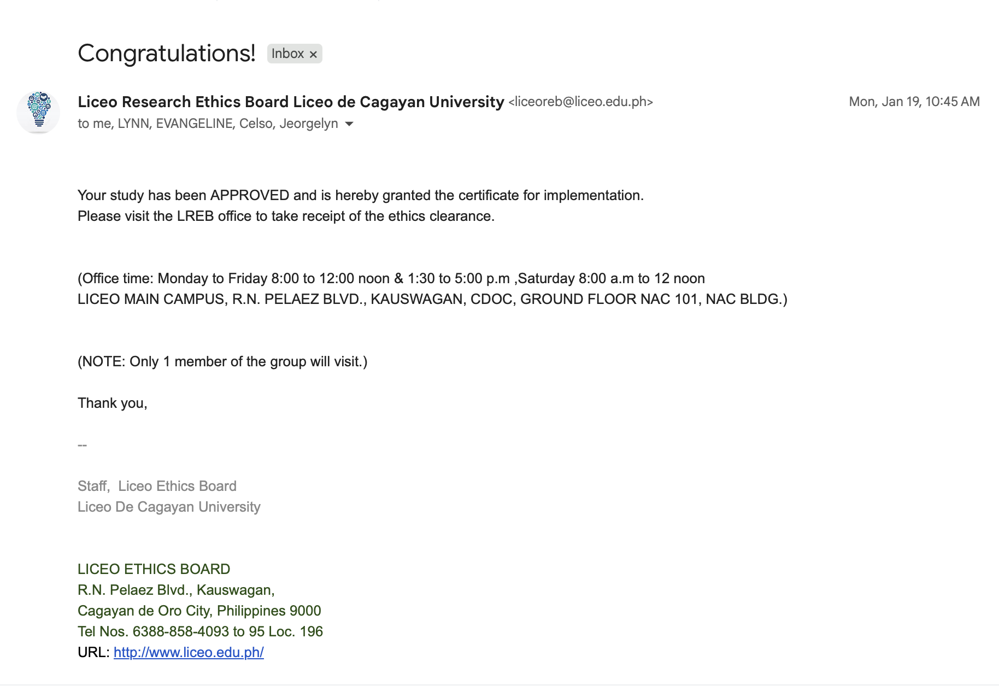 Congratulations! Inbox ×
Liceo Research Ethics Board Liceo de Cagayan University <liceoreb@liceo.edu.ph> Mon, Jan 19, 10:45 AM
to me, LYNN, EVANGELINE, Celso, Jeorgelyn
Your study has been APPROVED and is hereby granted the certificate for implementation.
Please visit the LREB office to take receipt of the ethics clearance.
(Office time: Monday to Friday 8:00 to 12:00 noon & 1:30 to 5:00 p.m ,Saturday 8:00 a.m to 12 noon
LICEO MAIN CAMPUS, R.N. PELAEZ BLVD., KAUSWAGAN, CDOC, GROUND FLOOR NAC 101, NAC BLDG.)
(NOTE: Only 1 member of the group will visit.)
Thank you,
--
Staff,  Liceo Ethics Board
Liceo De Cagayan University
LICEO ETHICS BOARD
R.N. Pelaez Blvd., Kauswagan,
Cagayan de Oro City, Philippines 9000
Tel Nos. 6388-858-4093 to 95 Loc. 196
URL: http://www.liceo.edu.ph/